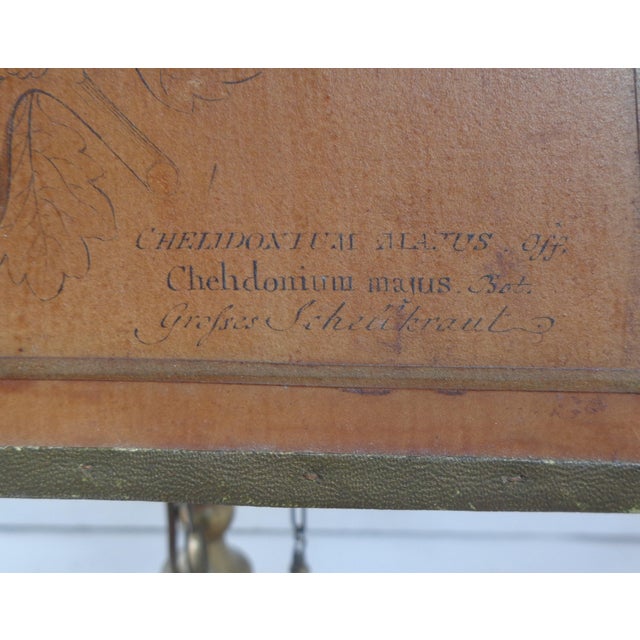 CHELIDONIUM MAJUS. Off.
Chelidonium majus. Bot.
Großes Schellkraut